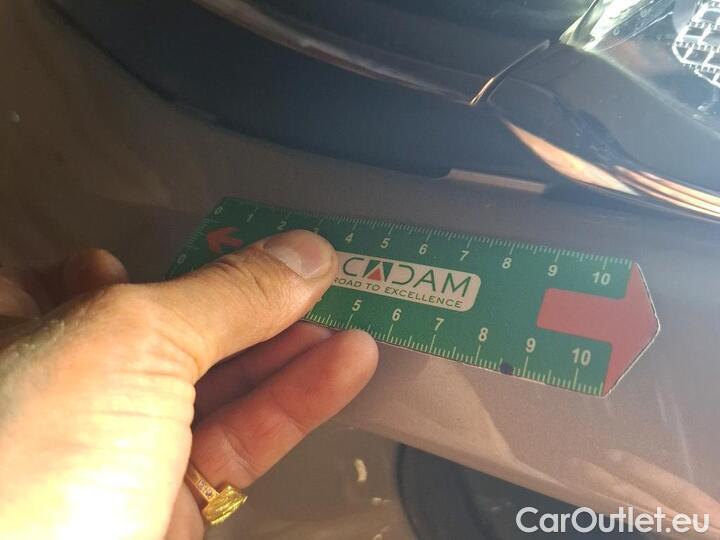 0 1 2 3 4 5 6 7 8 9 10
CADAM
ROAD TO EXCELLENCE
0 5 6 7 8 9 10
CarOutlet.eu